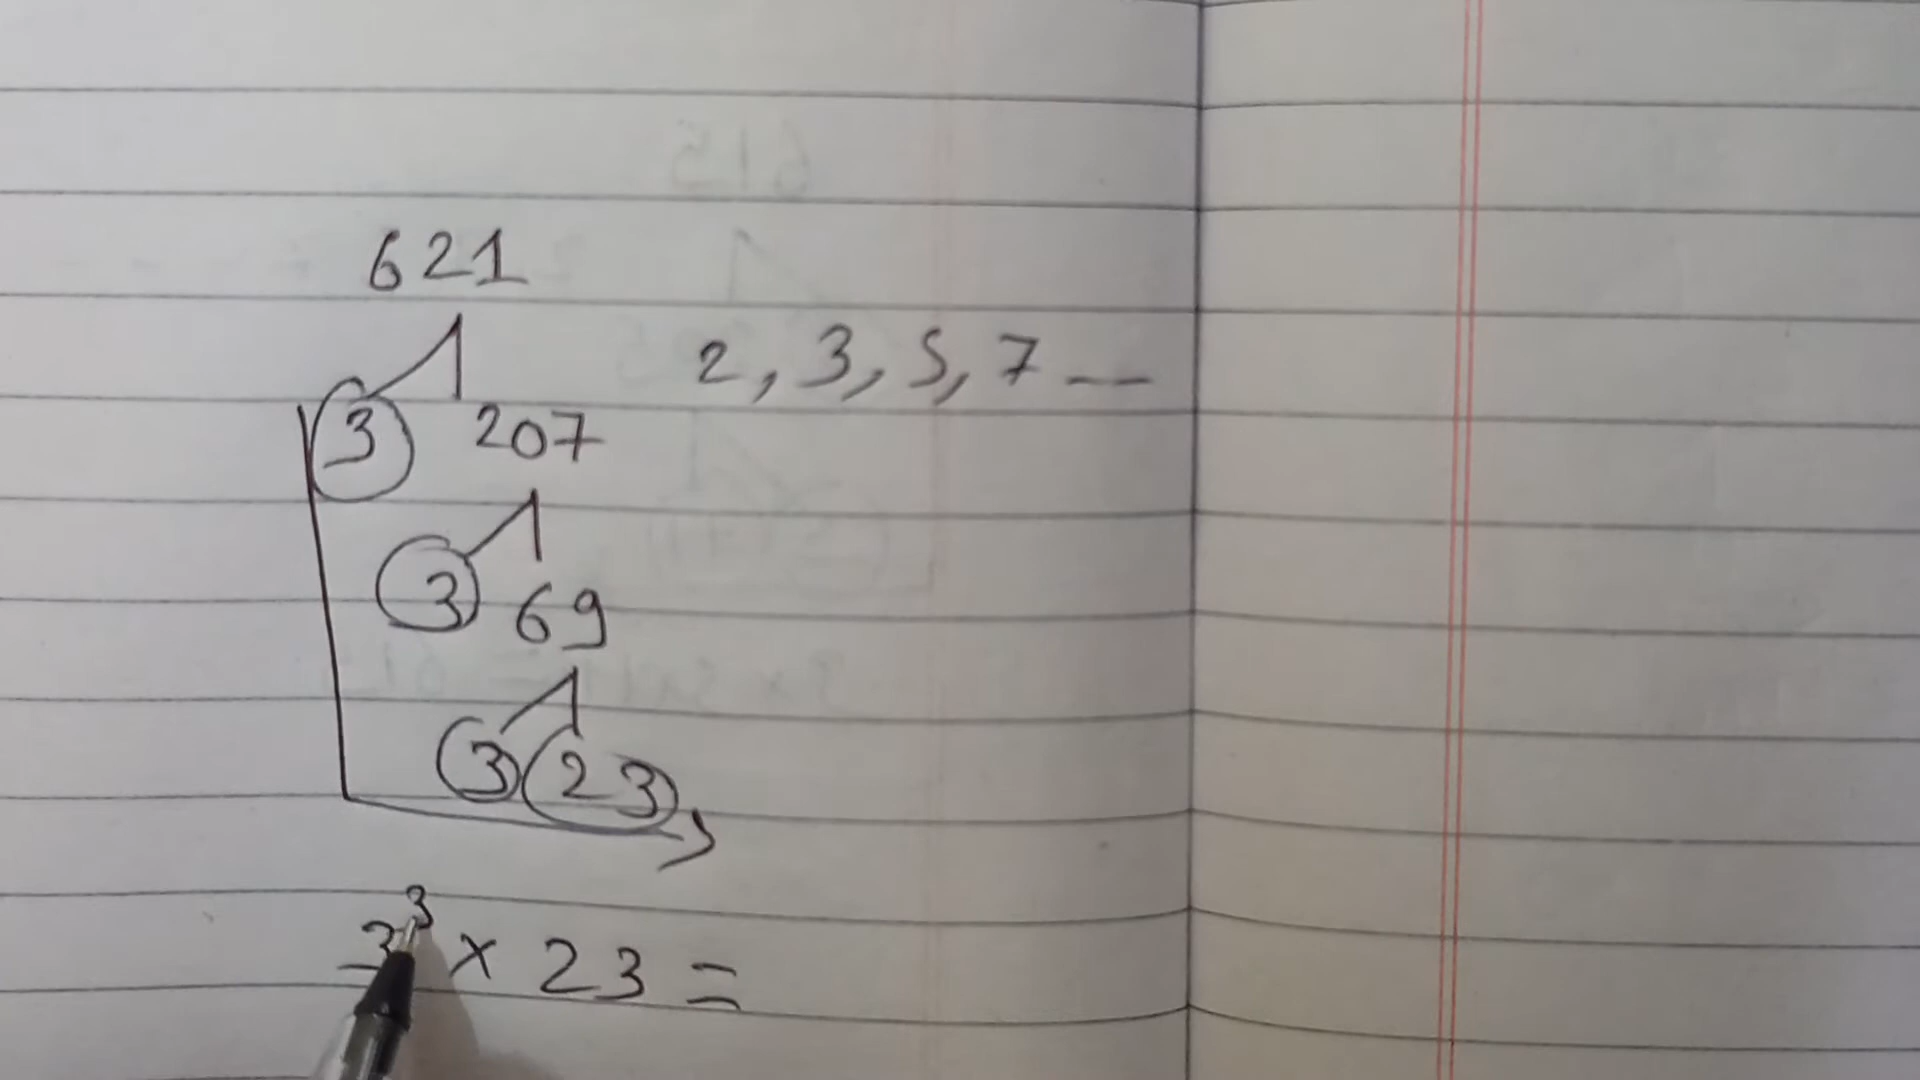 621
2, 3, 5, 7 --
3 207
3 69
3 23
3³ × 23 =